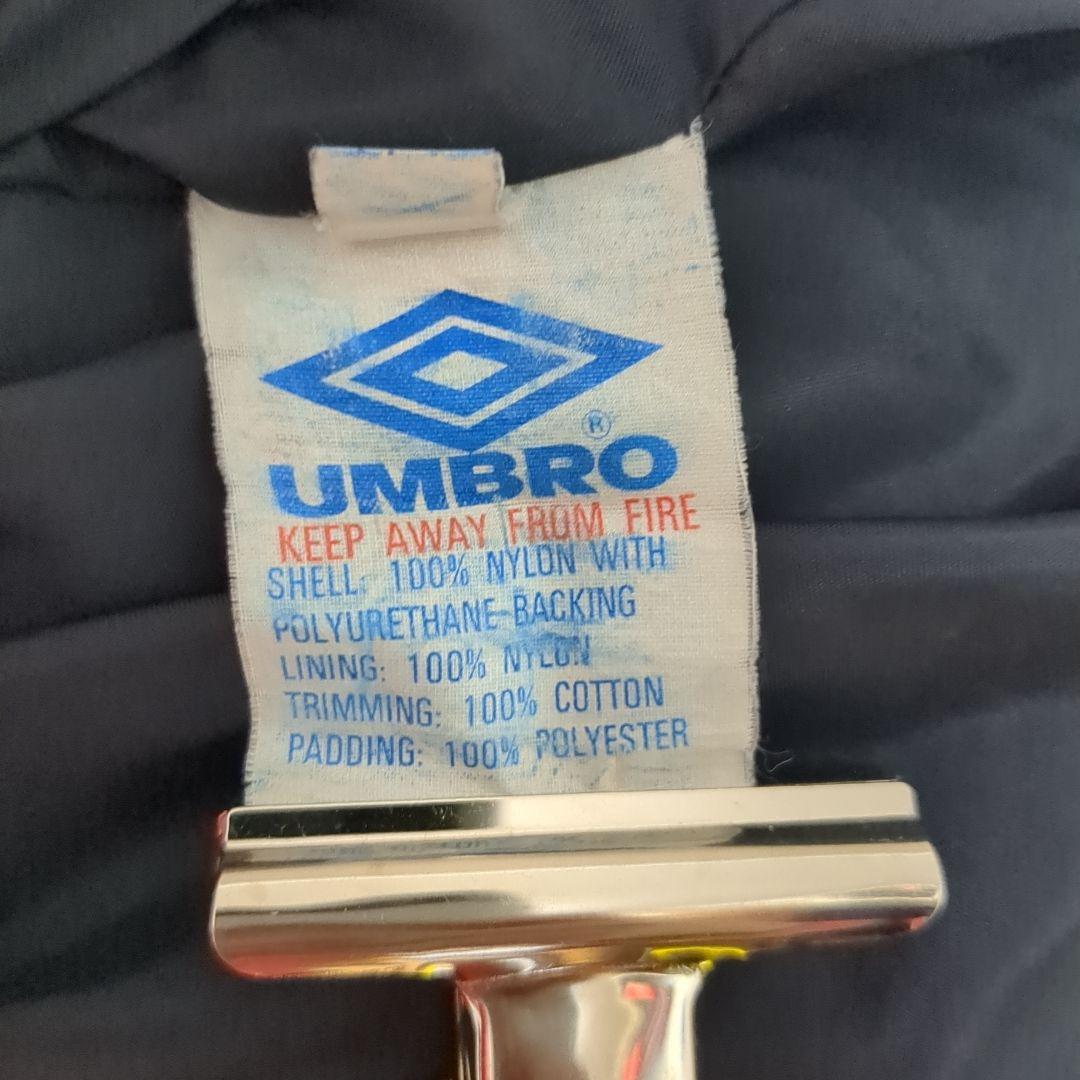 ®
UMBRO
KEEP AWAY FROM FIRE
SHELL: 100% NYLON WITH
POLYURETHANE BACKING
LINING: 100% NYLON
TRIMMING: 100% COTTON
PADDING: 100% POLYESTER